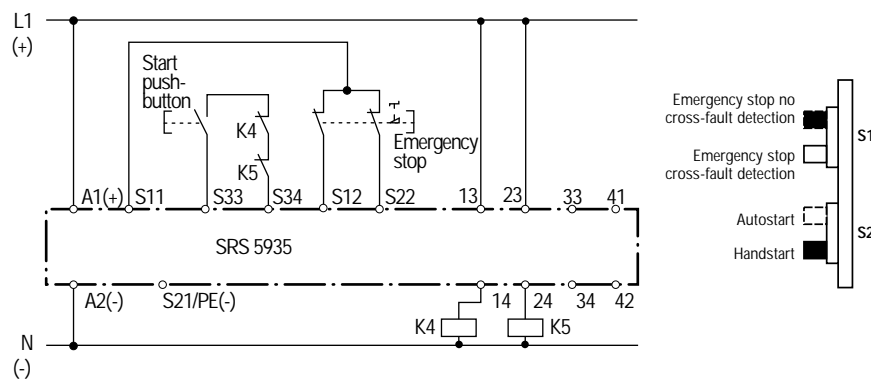 L1
(+)
Start
push-
button
K4
K5
Emergency
stop
A1(+)
S11
S33
S34
S12
S22
13
23
33
41
SRS 5935
A2(-)
S21/PE(-)
14
24
34
42
K4
K5
N
(-)
Emergency stop no
cross-fault detection
S1
Emergency stop
cross-fault detection
Autostart
S2
Handstart